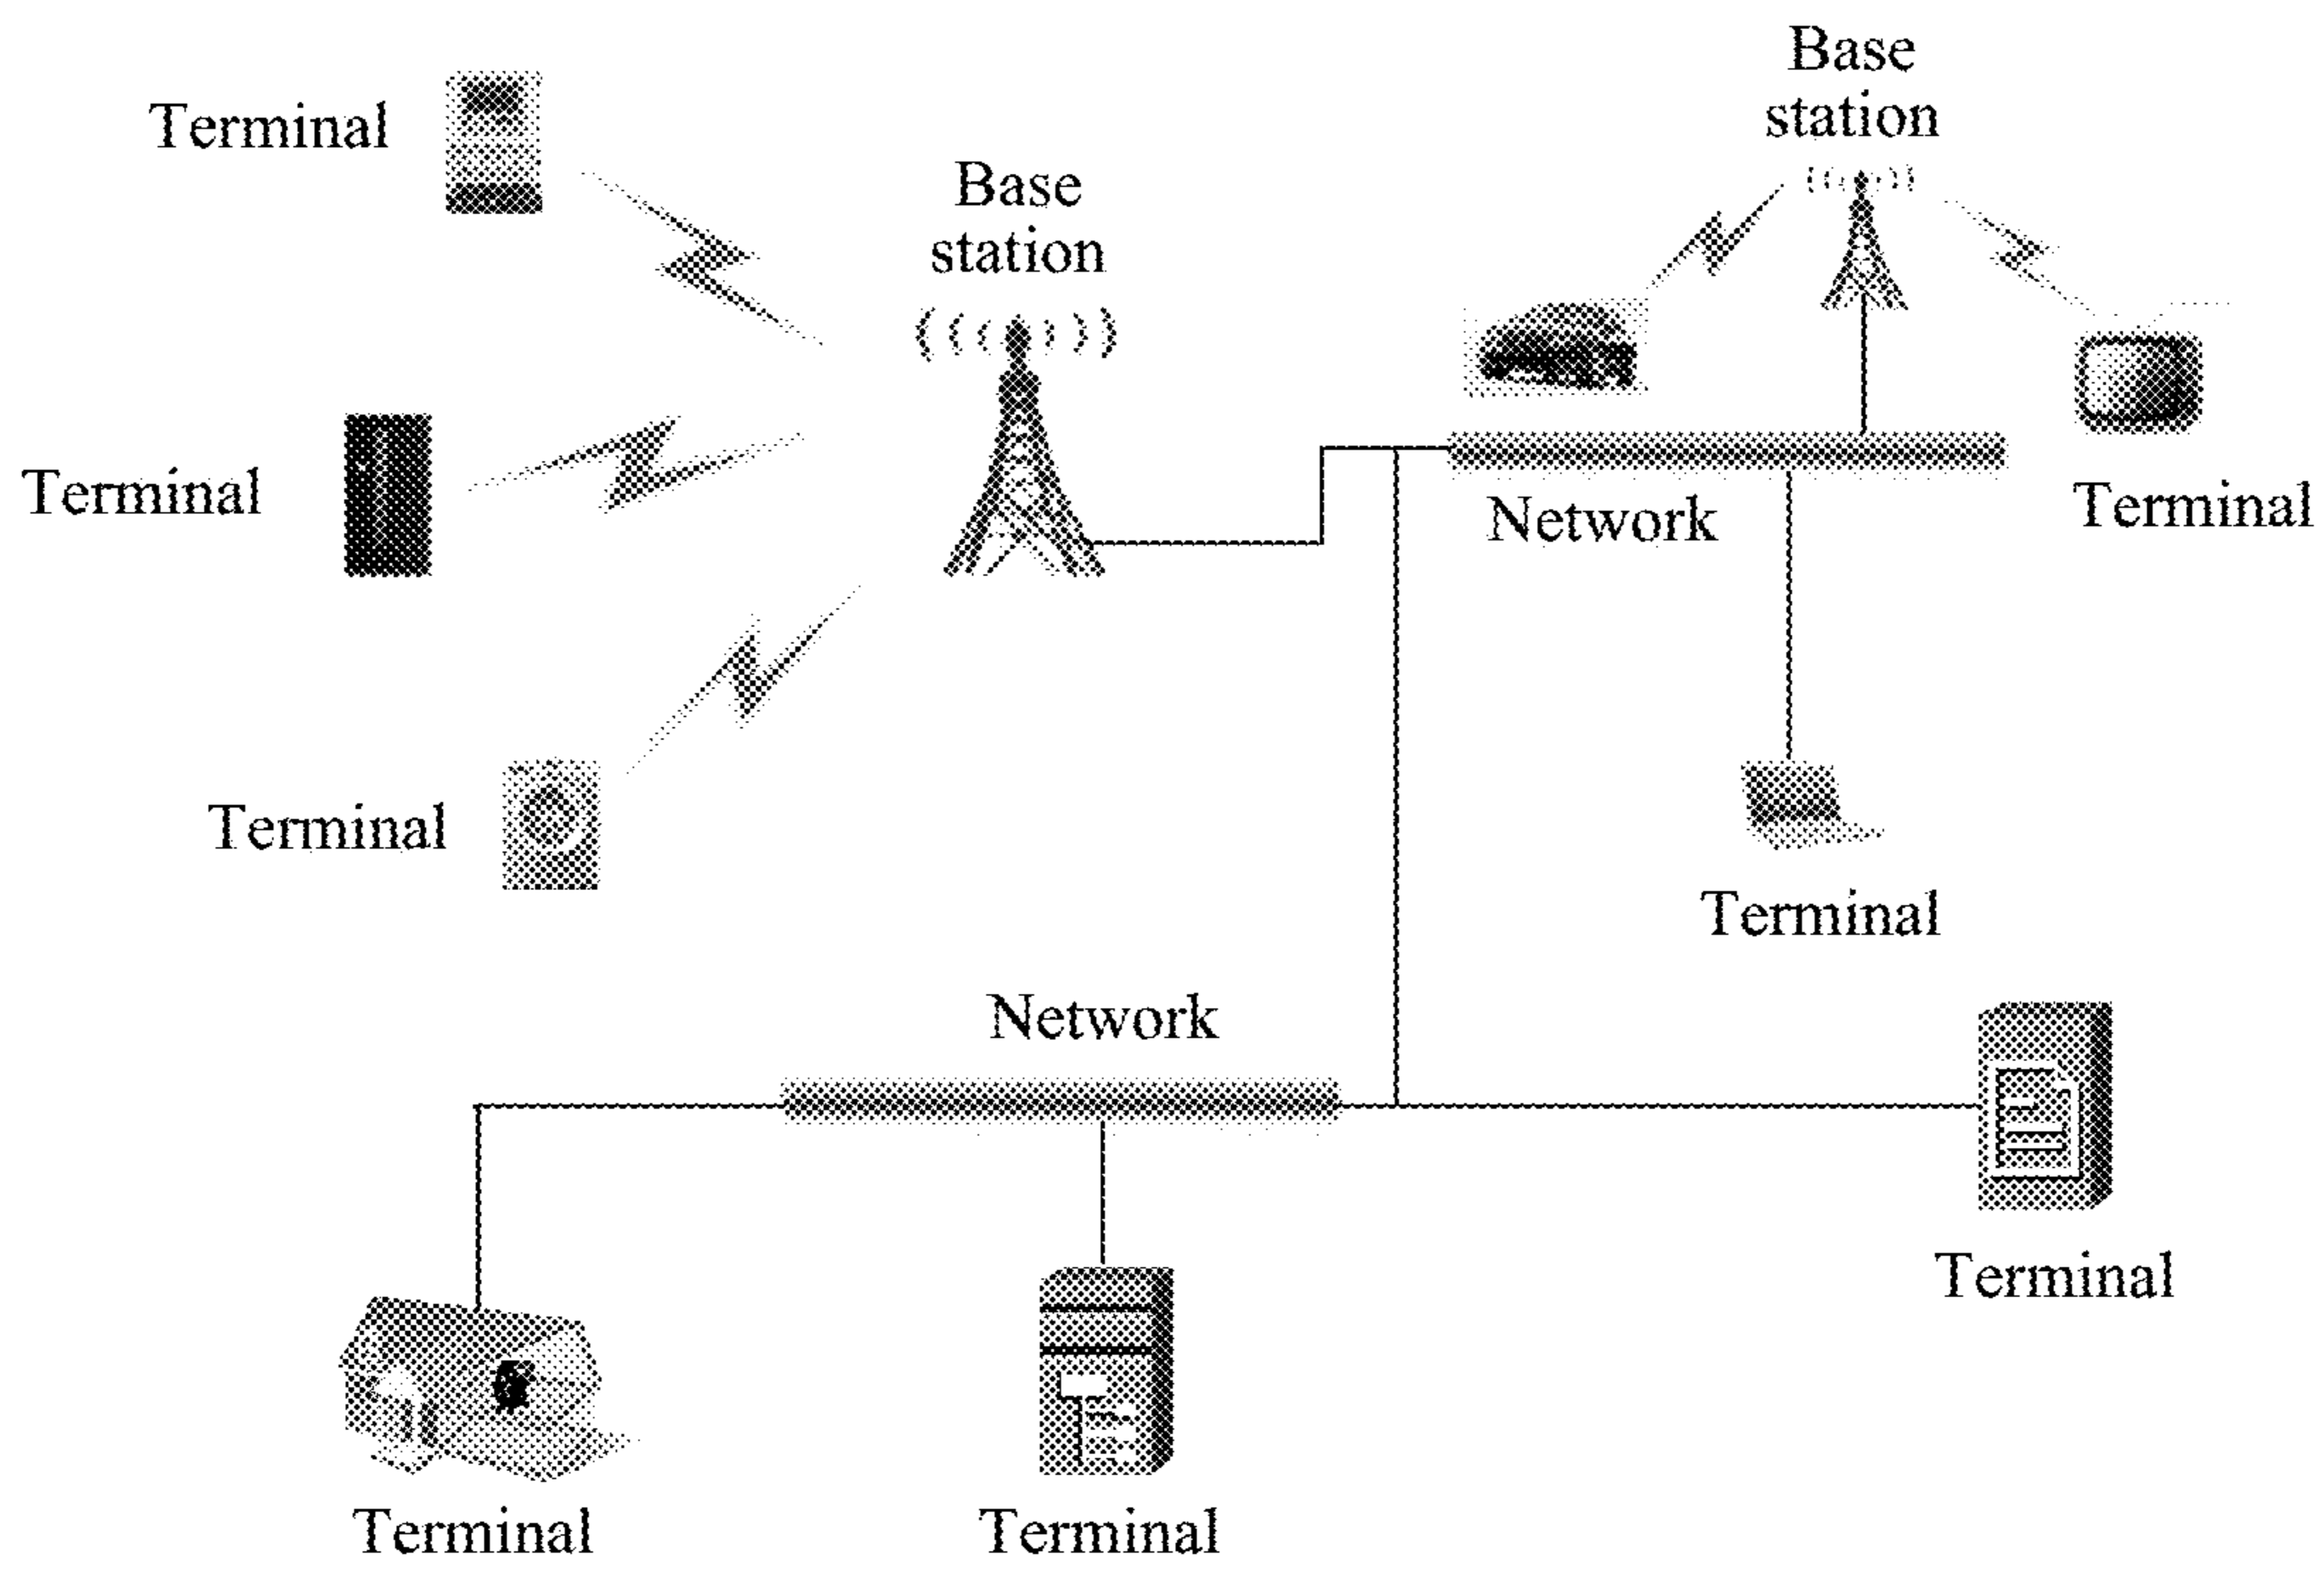 Base
station
Terminal
Base
station
Terminal
Network
Terminal
Terminal
Terminal
Network
Terminal
Terminal
Terminal